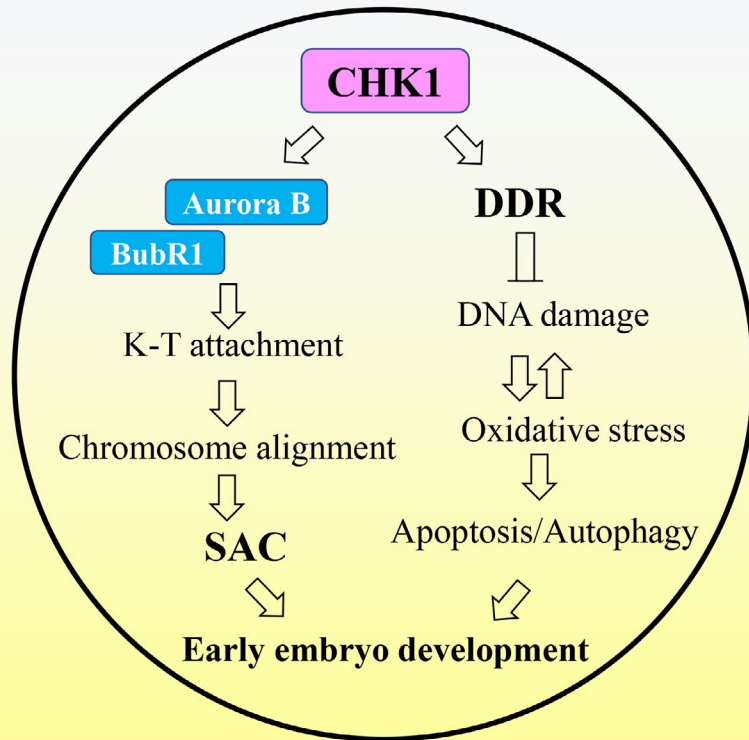 CHK1
Aurora B
BubR1
K-T attachment
Chromosome alignment
SAC
DDR
DNA damage
Oxidative stress
Apoptosis/Autophagy
Early embryo development